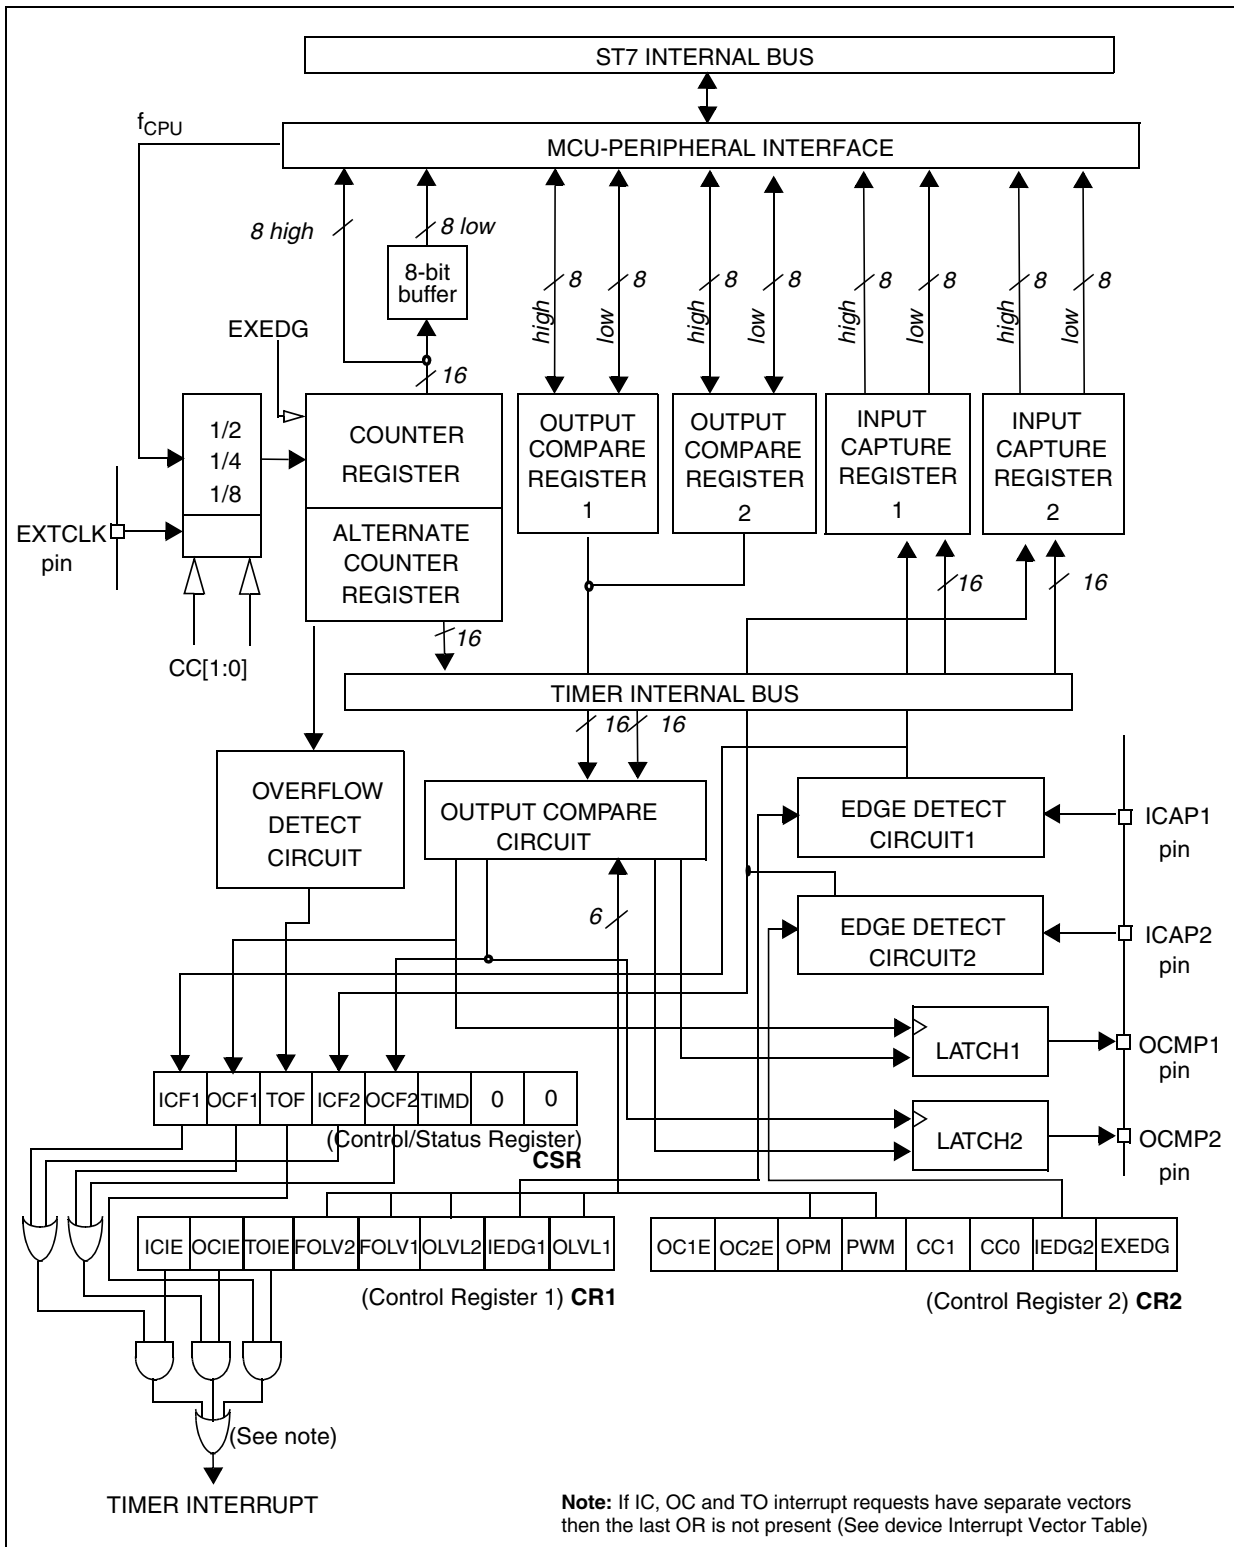 ST7 INTERNAL BUS
fCPU
MCU-PERIPHERAL INTERFACE
8 high
8 low
8-bit
buffer
high
8
low
8
high
8
low
8
high
8
low
8
high
8
low
8
EXEDG
16
1/2
1/4
1/8
COUNTER
REGISTER
ALTERNATE
COUNTER
REGISTER
OUTPUT
COMPARE
REGISTER
1
OUTPUT
COMPARE
REGISTER
2
INPUT
CAPTURE
REGISTER
1
INPUT
CAPTURE
REGISTER
2
EXTCLK
pin
CC[1:0]
16
16
16
TIMER INTERNAL BUS
16
16
OVERFLOW
DETECT
CIRCUIT
OUTPUT COMPARE
CIRCUIT
EDGE DETECT
CIRCUIT1
ICAP1
pin
6
EDGE DETECT
CIRCUIT2
ICAP2
pin
LATCH1
OCMP1
pin
LATCH2
OCMP2
pin
ICF1 OCF1 TOF ICF2 OCF2 TIMD 0 0
(Control/Status Register)
CSR
ICIE OCIE TOIE FOLV2 FOLV1 OLVL2 IEDG1 OLVL1
(Control Register 1) CR1
OC1E OC2E OPM PWM CC1 CC0 IEDG2 EXEDG
(Control Register 2) CR2
(See note)
TIMER INTERRUPT
Note: If IC, OC and TO interrupt requests have separate vectors
then the last OR is not present (See device Interrupt Vector Table)